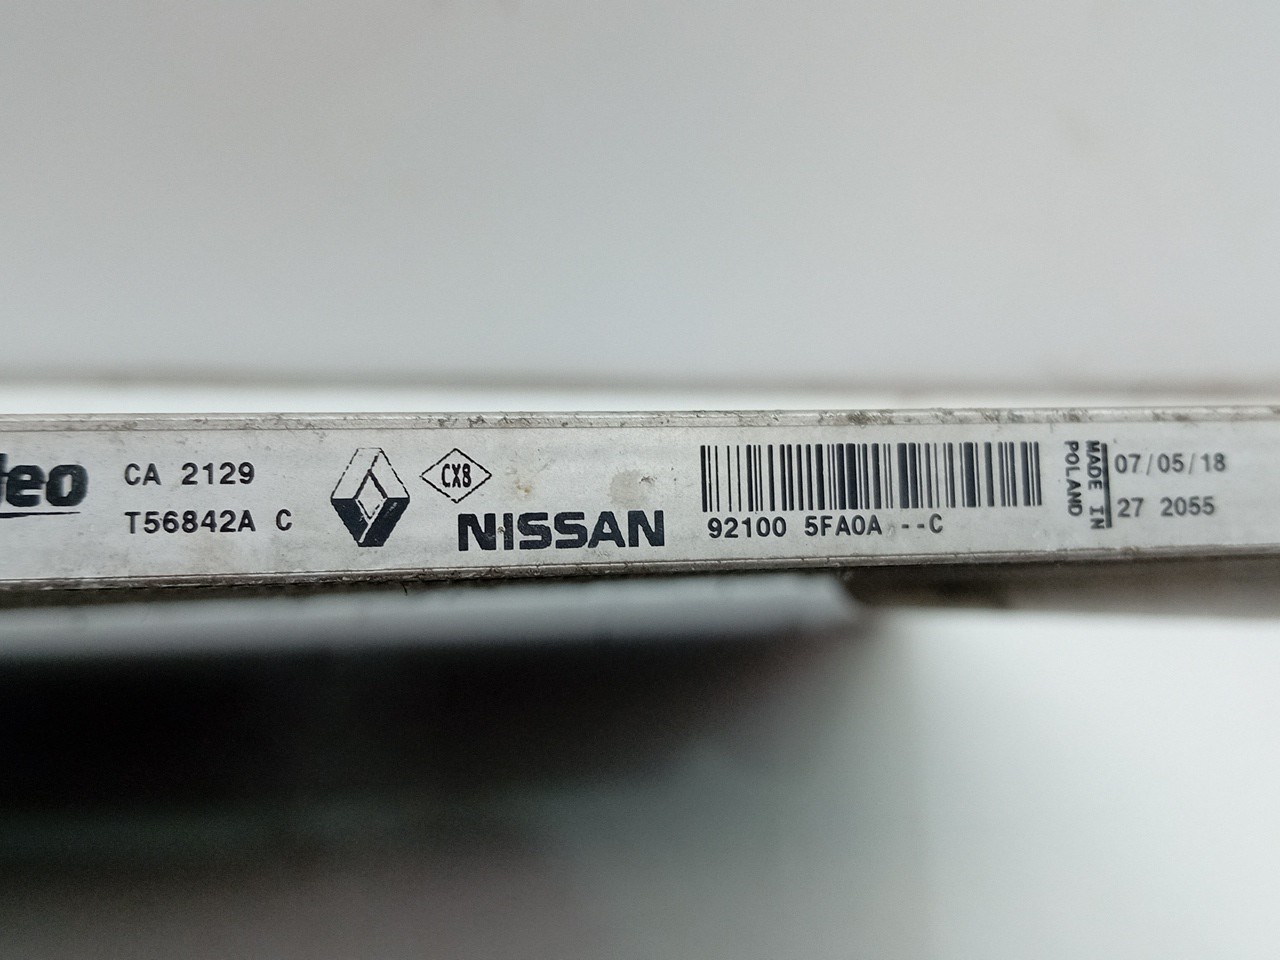 CA 2129
T56842A C
CX8
NISSAN
92100 5FA0A --C
MADE IN
POLAND
07/05/18
27 2055